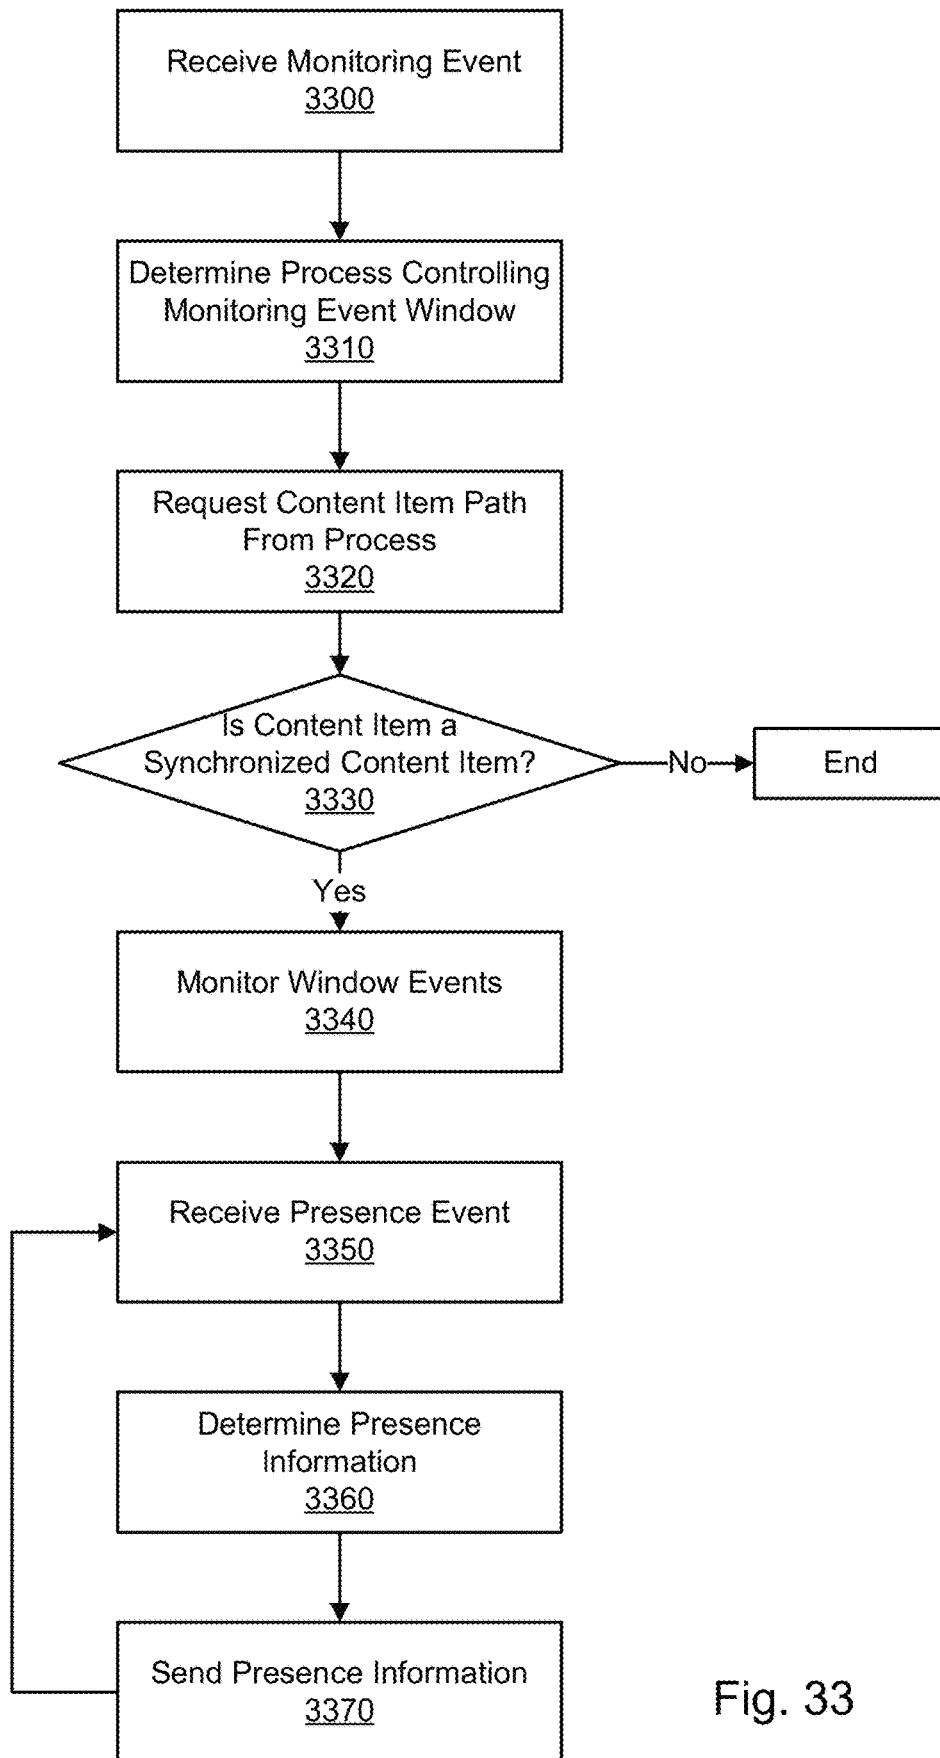 Receive Monitoring Event
3300
Determine Process Controlling
Monitoring Event Window
3310
Request Content Item Path
From Process
3320
Is Content Item a
Synchronized Content Item?
3330
No
End
Yes
Monitor Window Events
3340
Receive Presence Event
3350
Determine Presence
Information
3360
Send Presence Information
3370
Fig. 33